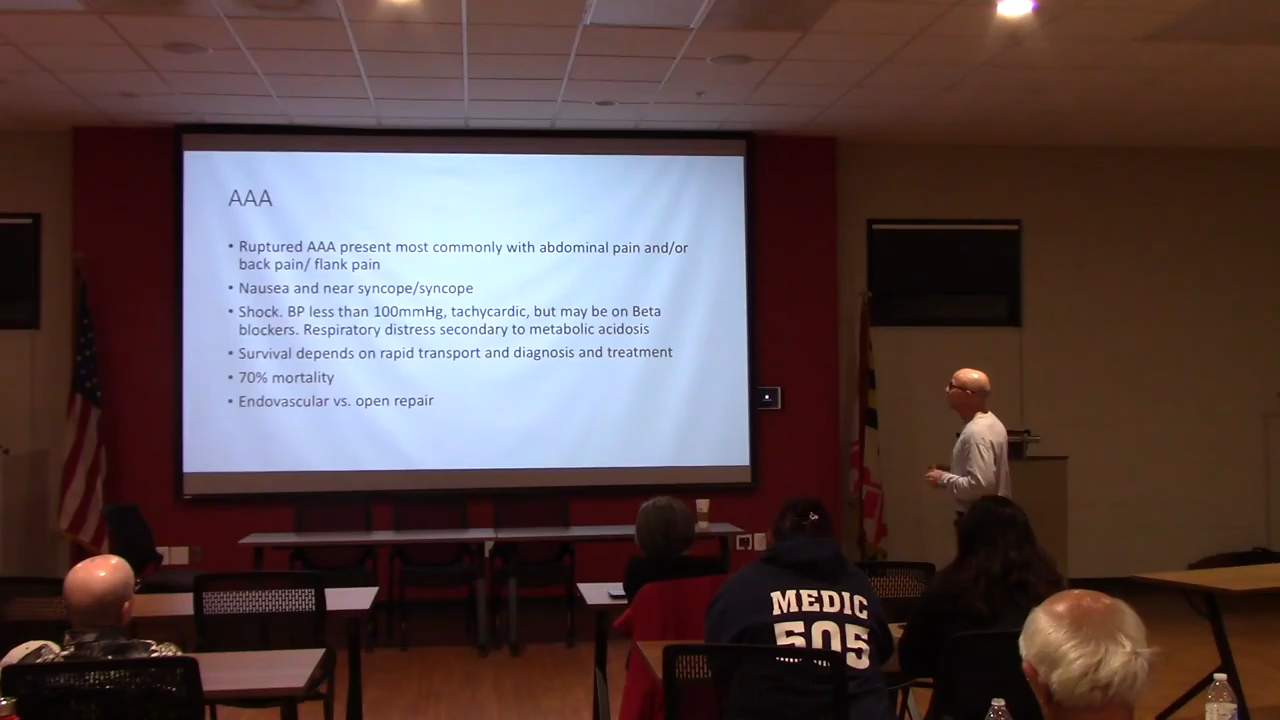 AAA
• Ruptured AAA present most commonly with abdominal pain and/or
back pain/ flank pain
• Nausea and near syncope/syncope
• Shock. BP less than 100mmHg, tachycardic, but may be on Beta
blockers. Respiratory distress secondary to metabolic acidosis
• Survival depends on rapid transport and diagnosis and treatment
• 70% mortality
• Endovascular vs. open repair
MEDIC
505